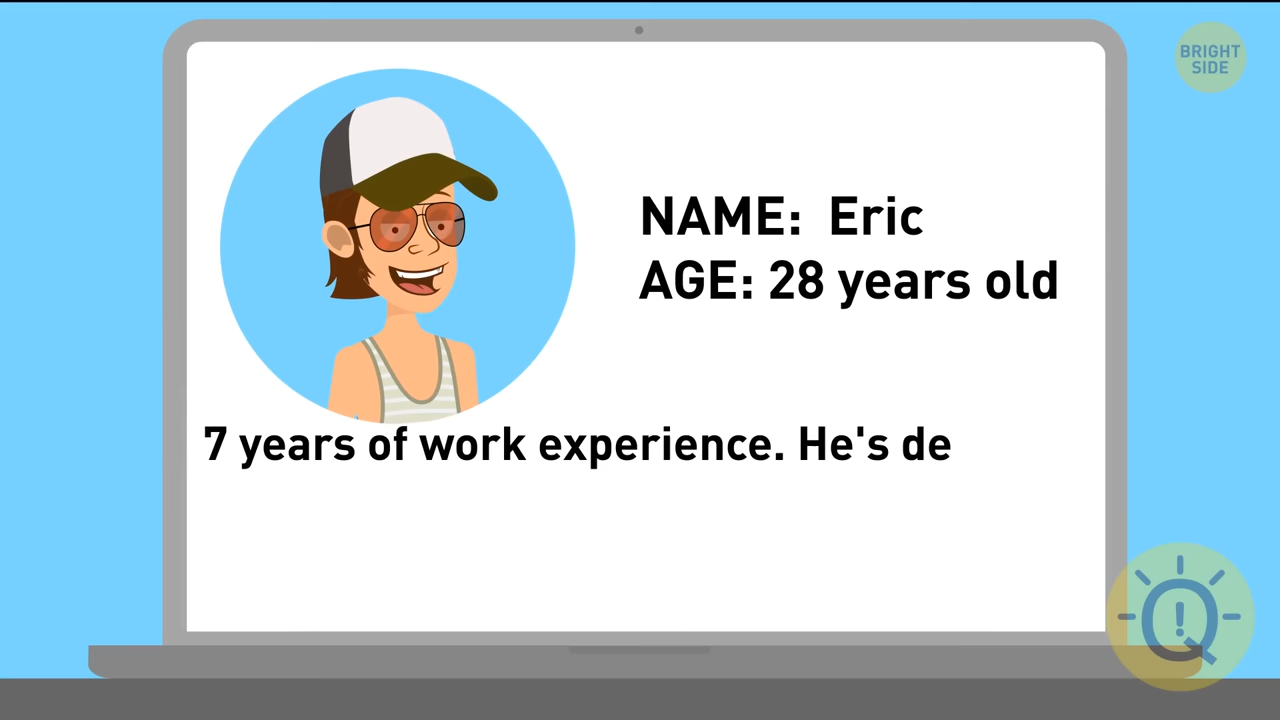 BRIGHT
SIDE
NAME: Eric
AGE: 28 years old
7 years of work experience. He's de
Q!